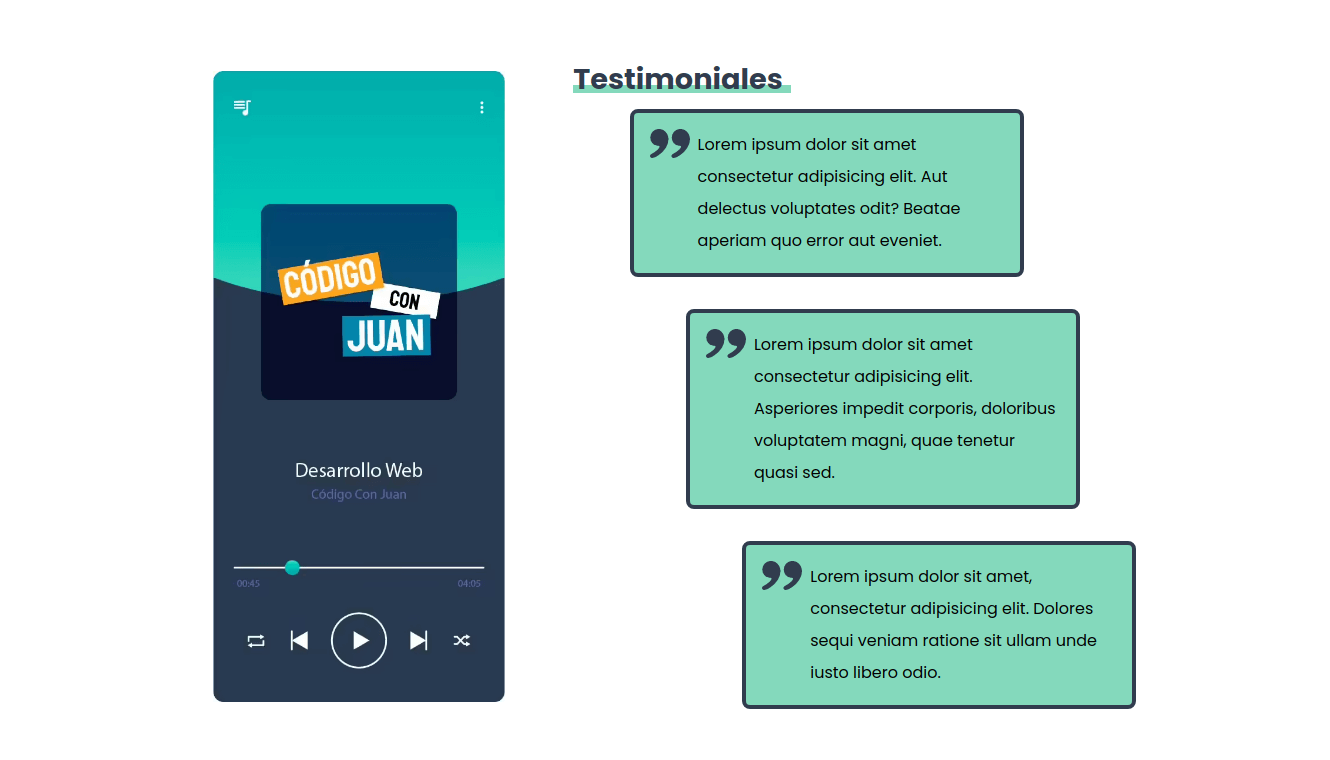 CÓDIGO
CON
JUAN
Desarrollo Web
Código Con Juan
00:45 04:05
Testimoniales
Lorem ipsum dolor sit amet
consectetur adipisicing elit. Aut
delectus voluptates odit? Beatae
aperiam quo error aut eveniet.
Lorem ipsum dolor sit amet
consectetur adipisicing elit.
Asperiores impedit corporis, doloribus
voluptatem magni, quae tenetur
quasi sed.
Lorem ipsum dolor sit amet,
consectetur adipisicing elit. Dolores
sequi veniam ratione sit ullam unde
iusto libero odio.